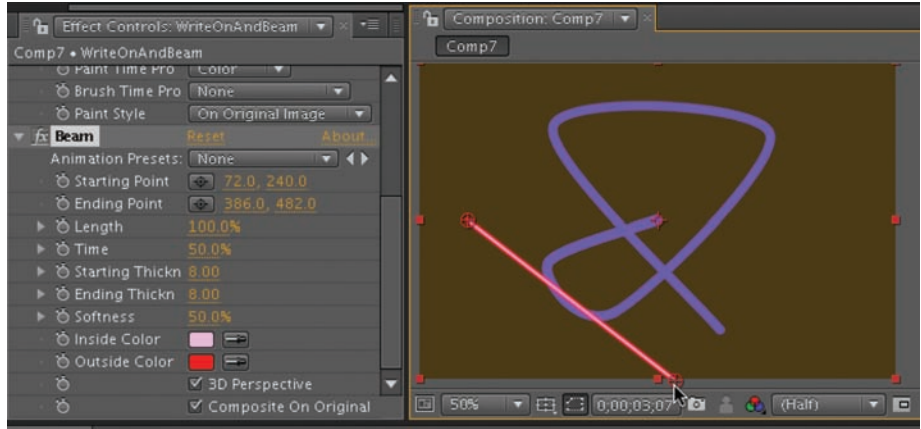 Effect Controls: WriteOnAndBeam
Comp7 • WriteOnAndBeam
Paint Time Pro Color
Brush Time Pro None
Paint Style On Original Image
fx Beam Reset About...
Animation Presets: None
Starting Point 72.0, 240.0
Ending Point 386.0, 482.0
Length 100.0%
Time 50.0%
Starting Thickn 8.00
Ending Thickn 8.00
Softness 50.0%
Inside Color
Outside Color
3D Perspective
Composite On Original
Composition: Comp7
Comp7
50% 0;00;03;07 (Half)